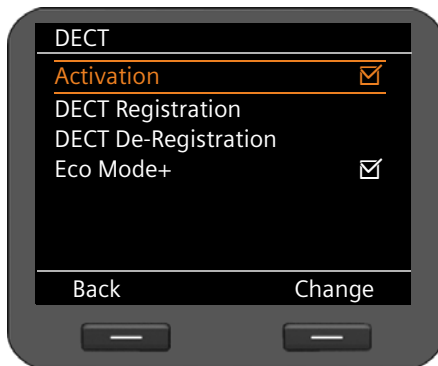 DECT
Activation
DECT Registration
DECT De-Registration
Eco Mode+
Back Change